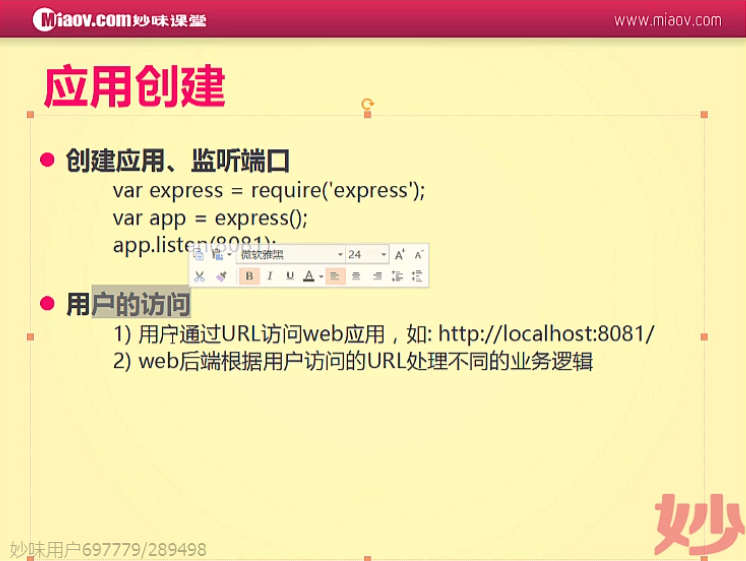 Miaov.com妙味课堂
www.miaov.com
应用创建
创建应用、监听端口
var express = require('express');
var app = express();
app.listen(8081);
微软雅黑 24 A A
B I U A
用户的访问
1) 用户通过URL访问web应用，如: http://localhost:8081/
2) web后端根据用户访问的URL处理不同的业务逻辑
妙
妙味用户697779/289498